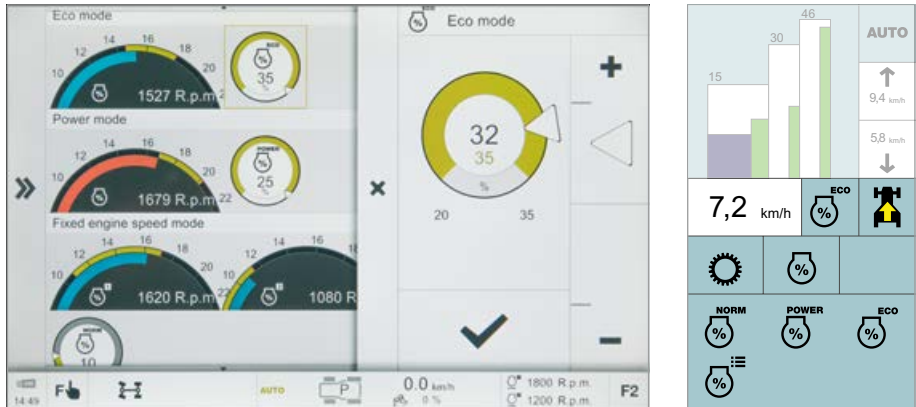 Eco mode
10 12 14 16 18 20
ECO
%
35
%
1527 R.p.m
Power mode
10 12 14 16 18 20 22
POWER
%
25
%
1679 R.p.m
Fixed engine speed mode
10 12 14 16 18 20 22
%
1620 R.p.m
12 14 16
%
1080 R
NORM
%
10
ECO
%
Eco mode
32
35
%
20 35
14:49
F
AUTO
P
0.0 km/h
0 %
1800 R.p.m.
1200 R.p.m.
F2
15 30 46
AUTO
9,4 km/h
5,8 km/h
7,2 km/h
ECO
%
%
NORM
%
POWER
%
ECO
%
%